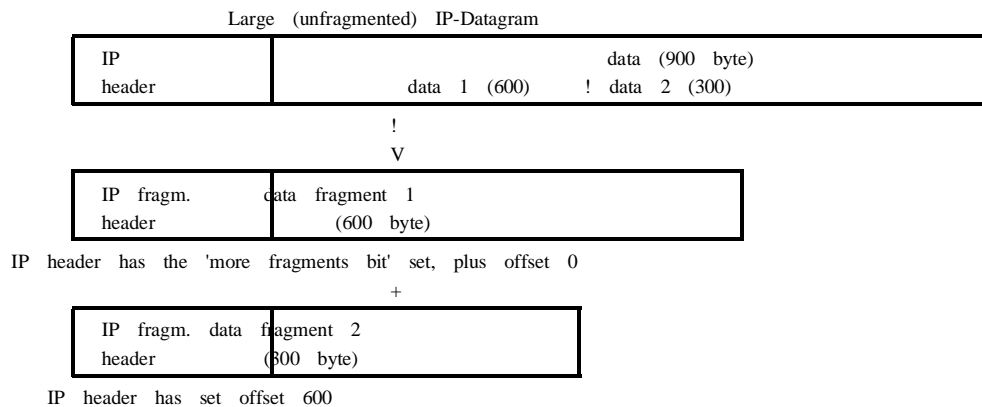 Large (unfragmented) IP-Datagram
IP data (900 byte)
header data 1 (600) ! data 2 (300)
!
V
IP fragm. data fragment 1
header (600 byte)
IP header has the 'more fragments bit' set, plus offset 0
+
IP fragm. data fragment 2
header (300 byte)
IP header has set offset 600